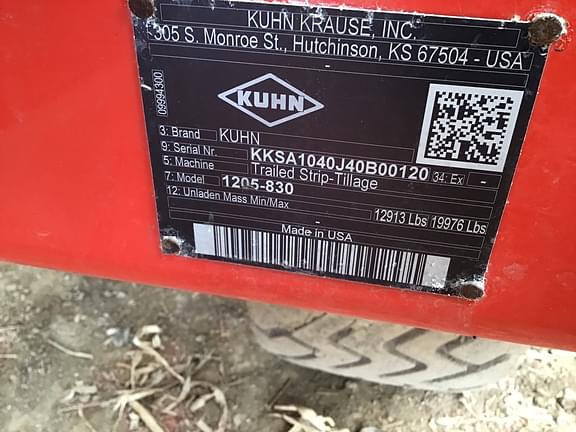 KUHN KRAUSE, INC.
305 S. Monroe St., Hutchinson, KS 67504 - USA
-
09994300
KUHN
3: Brand KUHN
9: Serial Nr. KKSA1040J40B00120 34: Ex -
5: Machine Trailed Strip-Tillage
7: Model 1205-830
12: Unladen Mass Min/Max
- 12913 Lbs 19976 Lbs
Made in USA